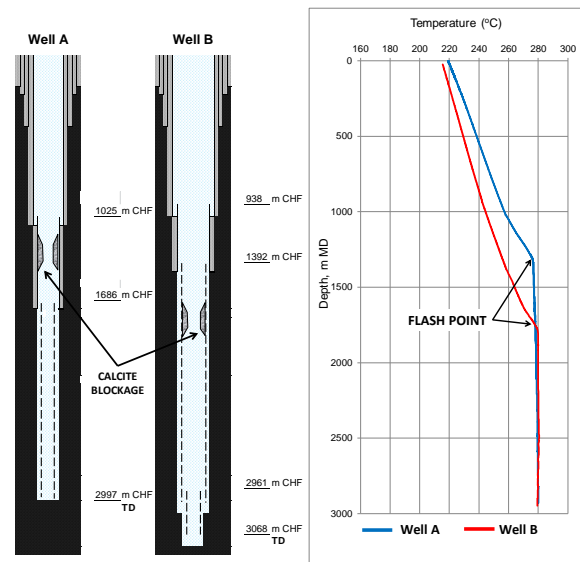 Well A
Well B
1025 m CHF
938 m CHF
1392 m CHF
1686 m CHF
CALCITE
BLOCKAGE
2961 m CHF
2997 m CHF
TD
3068 m CHF
TD
Temperature (°C)
160 180 200 220 240 260 280 300
0
500
1000
1500
2000
2500
3000
Depth, m MD
FLASH POINT
Well A
Well B